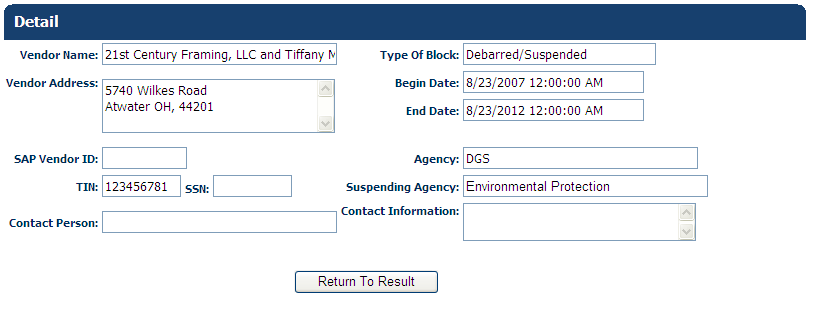 Detail
Vendor Name: 21st Century Framing, LLC and Tiffany M
Type Of Block: Debarred/Suspended
Vendor Address: 5740 Wilkes Road
Atwater OH, 44201
Begin Date: 8/23/2007 12:00:00 AM
End Date: 8/23/2012 12:00:00 AM
SAP Vendor ID:
Agency: DGS
TIN: 123456781 SSN:
Suspending Agency: Environmental Protection
Contact Person:
Contact Information:
Return To Result